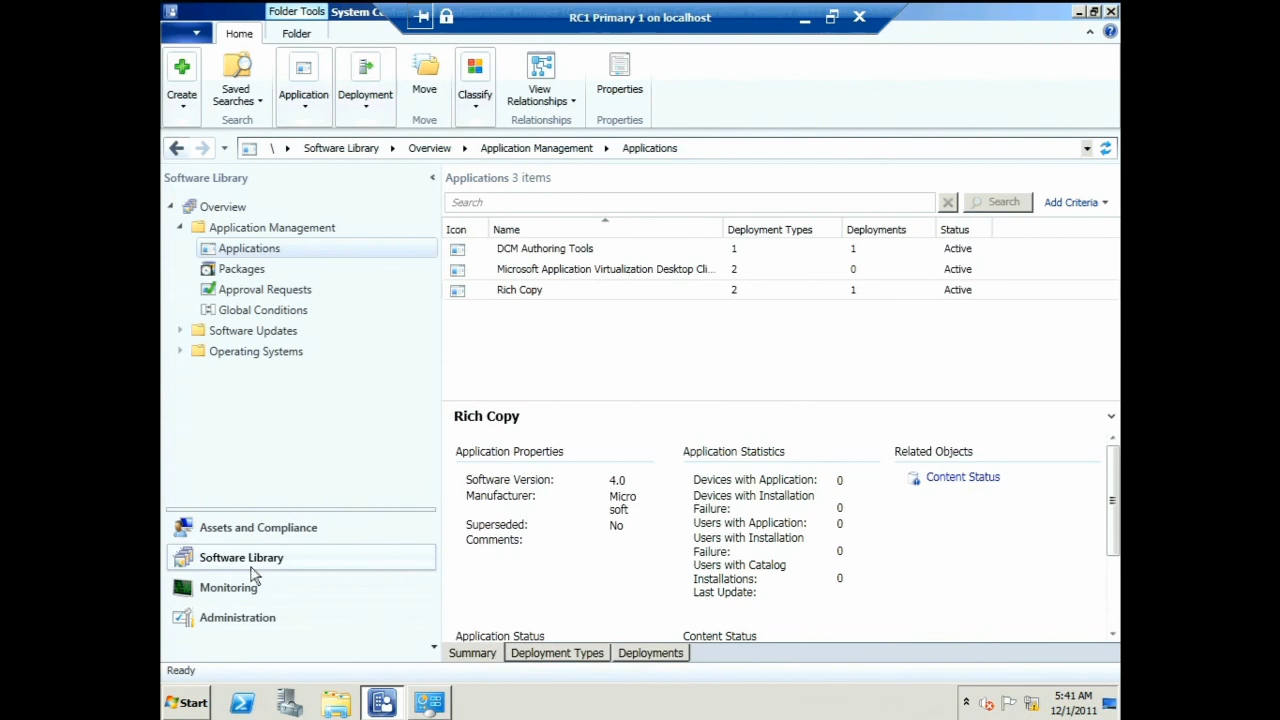 Folder Tools System Ce
RC1 Primary 1 on localhost
Home Folder
Create Saved Searches Application Deployment Move Classify View Relationships Properties
Search Move Relationships Properties
\ Software Library Overview Application Management Applications
Software Library
Overview
Application Management
Applications
Packages
Approval Requests
Global Conditions
Software Updates
Operating Systems
Assets and Compliance
Software Library
Monitoring
Administration
Applications 3 items
Search Search Add Criteria
Icon Name Deployment Types Deployments Status
DCM Authoring Tools 1 1 Active
Microsoft Application Virtualization Desktop Cli... 2 0 Active
Rich Copy 2 1 Active
Rich Copy
Application Properties
Software Version: 4.0
Manufacturer: Micro
soft
Superseded: No
Comments:
Application Statistics
Devices with Application: 0
Devices with Installation
Failure: 0
Users with Application: 0
Users with Installation
Failure: 0
Users with Catalog
Installations: 0
Last Update:
Related Objects
Content Status
Application Status Content Status
Summary Deployment Types Deployments
Ready
Start
5:41 AM
12/1/2011